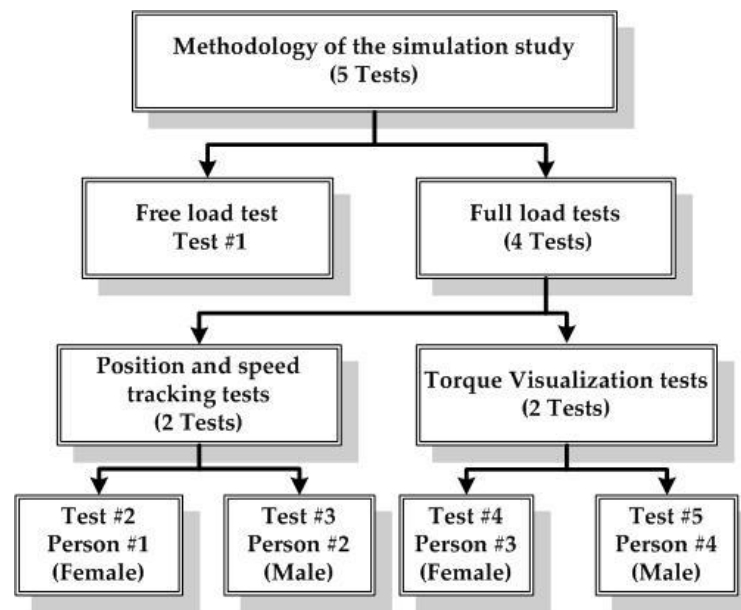 Methodology of the simulation study
(5 Tests)
Free load test
Test #1
Full load tests
(4 Tests)
Position and speed
tracking tests
(2 Tests)
Torque Visualization tests
(2 Tests)
Test #2
Person #1
(Female)
Test #3
Person #2
(Male)
Test #4
Person #3
(Female)
Test #5
Person #4
(Male)